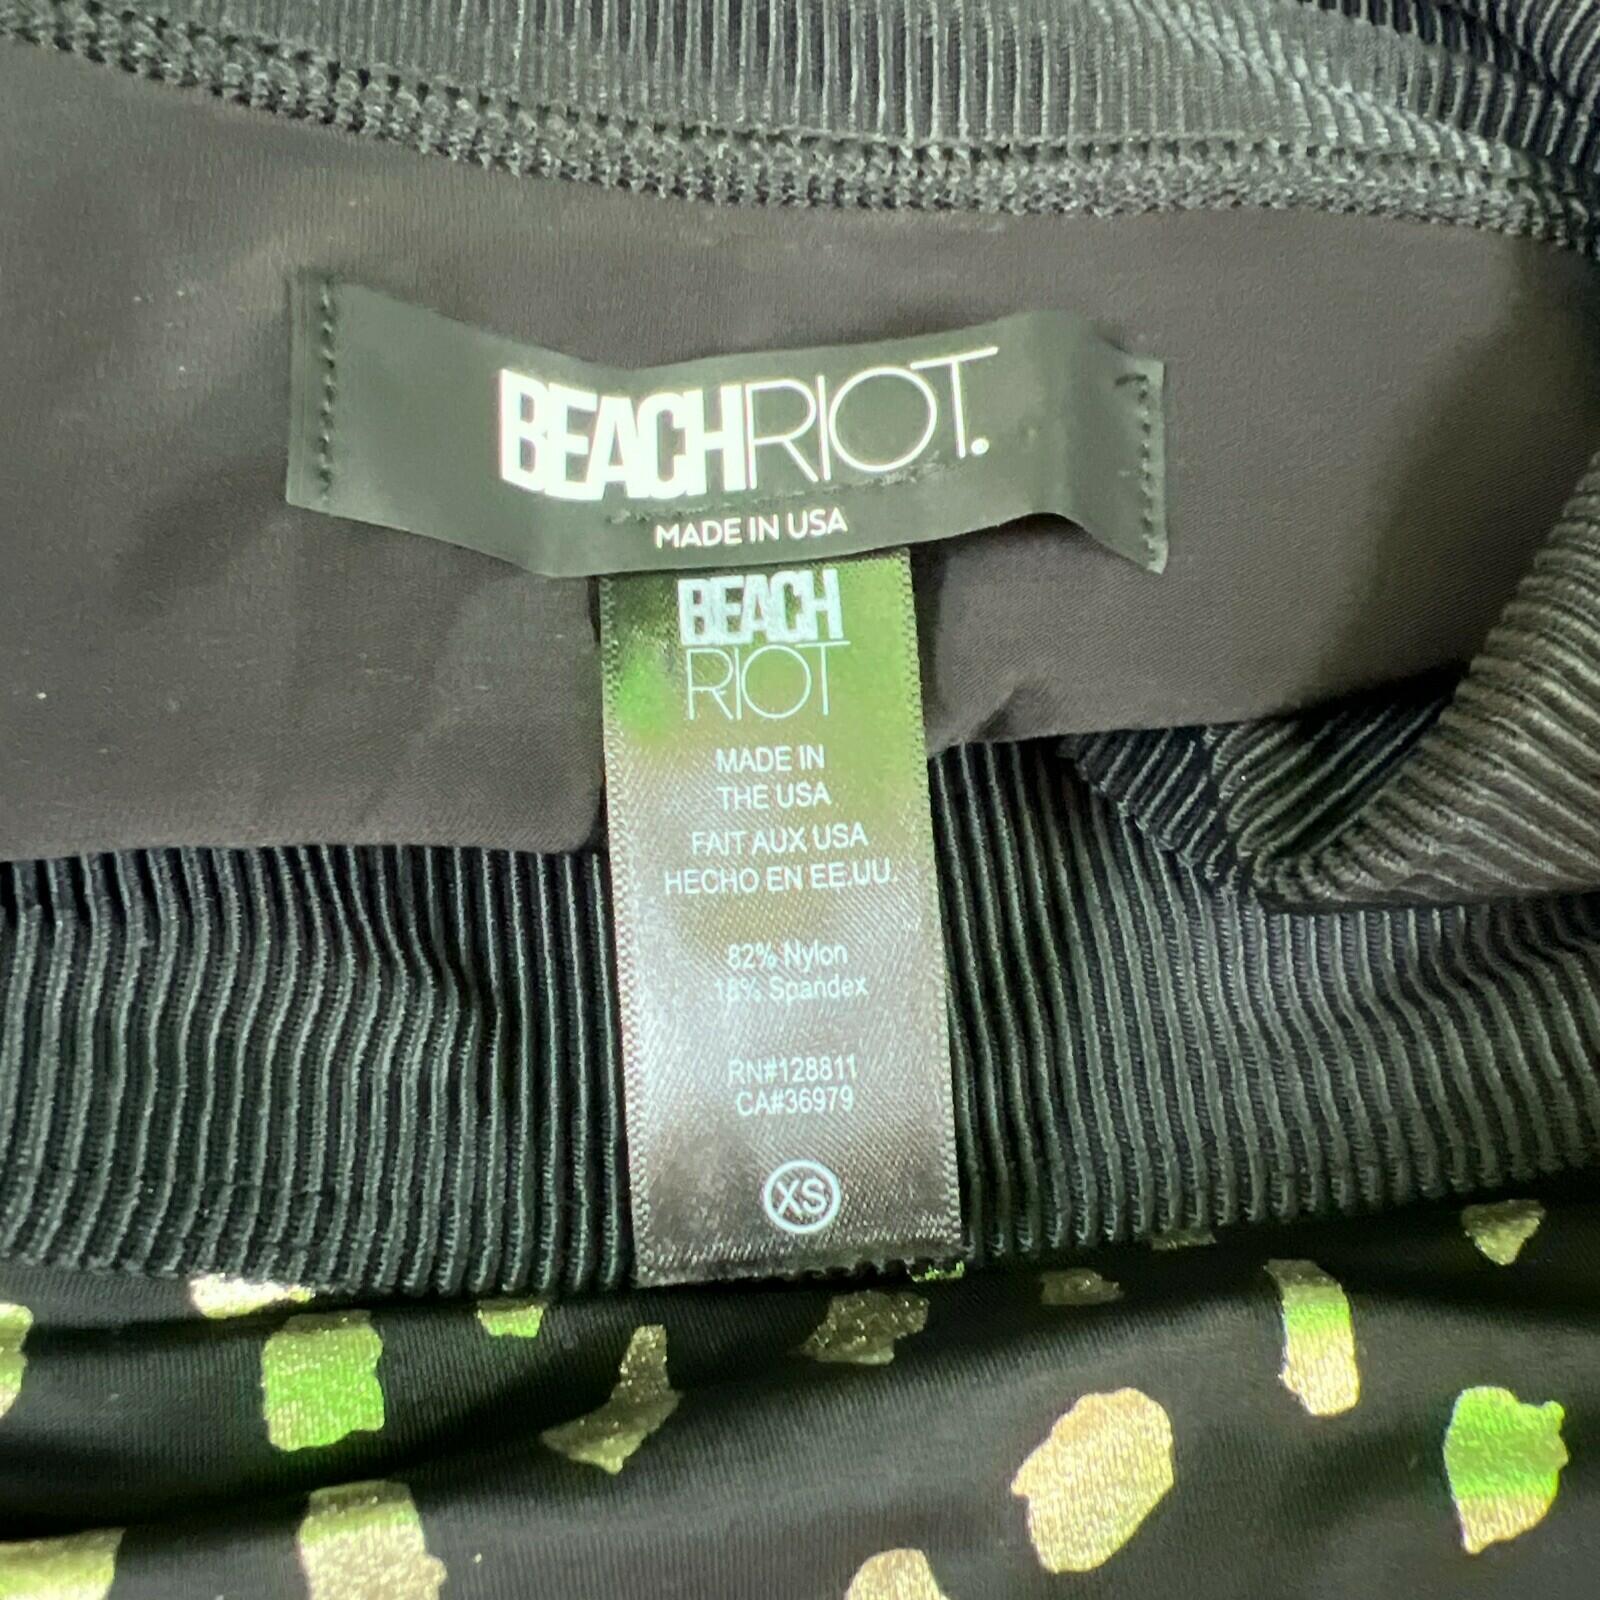 BEACHRIOT.
MADE IN USA
BEACH
RIOT
MADE IN
THE USA
FAIT AUX USA
HECHO EN EE.UU.
82% Nylon
18% Spandex
RN#128811
CA#36979
XS